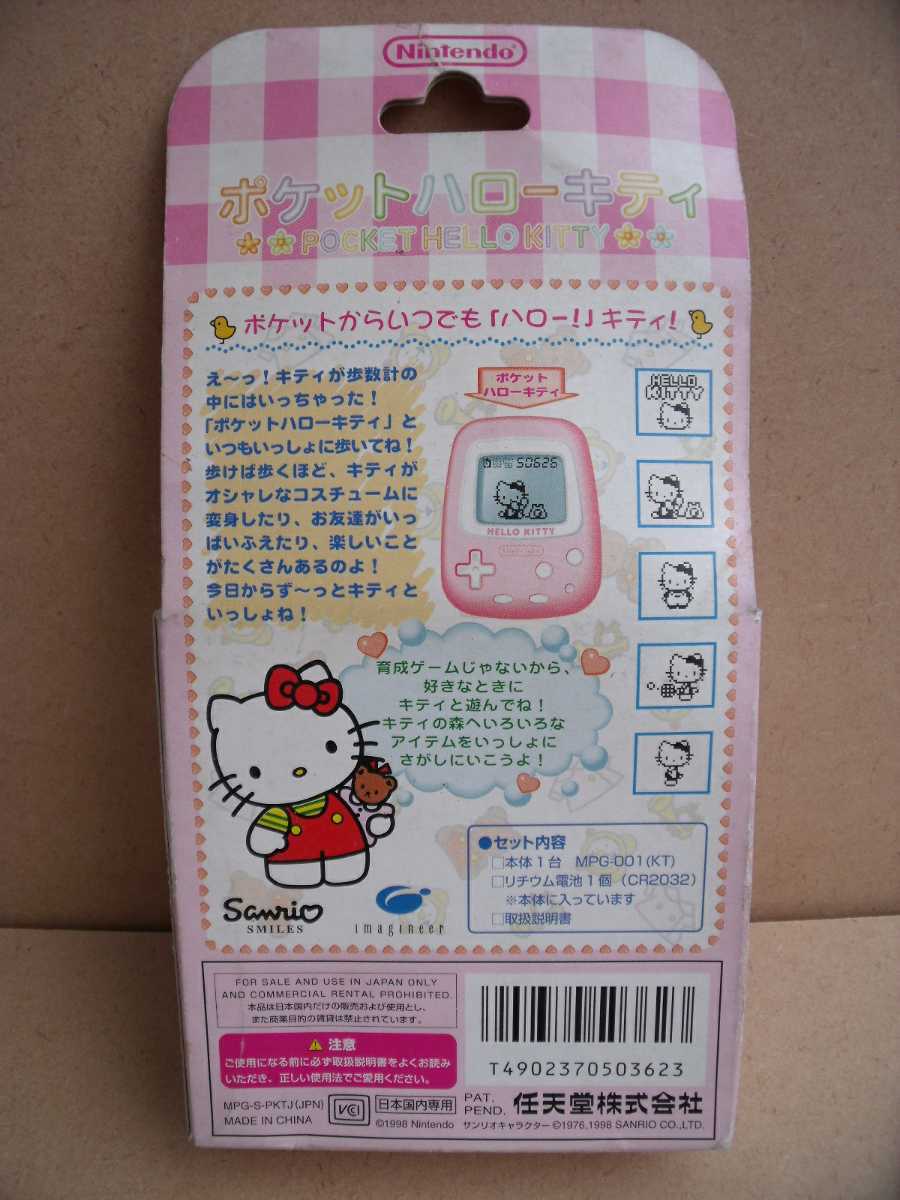 Nintendo
ポケットハローキティ
POCKET HELLO KITTY
ポケットからいつでも「ハロー!」キティ!
え～っ!キティが歩数計の
中にはいっちゃった!
「ポケットハローキティ」と
いつもいっしょに歩いてね!
歩けば歩くほど、キティが
オシャレなコスチュームに
変身したり、お友達がいっ
ぱいふえたり、楽しいこと
がたくさんあるのよ!
今日からず～っとキティと
いっしょね!
ポケット
ハローキティ
50626
HELLO KITTY
Nintendo
HELLO
KITTY
育成ゲームじゃないから、
好きなときに
キティと遊んでね!
キティの森へいろいろな
アイテムをいっしょに
さがしにいこうよ!
●セット内容
□本体1台 MPG-001(KT)
□リチウム電池1個(CR2032)
※本体に入っています
□取扱説明書
Sanrio
SMILES
imagineer
FOR SALE AND USE IN JAPAN ONLY
AND COMMERCIAL RENTAL PROHIBITED.
本品は日本国内だけの販売および使用とし、
また商業目的の賃貸は禁止されています。
⚠ 注意
ご使用になる前に必ず取扱説明書をよくお読み
いただき、正しい使用法でご愛用ください。
T4902370503623
MPG-S-PKTJ(JPN)
MADE IN CHINA
VCCI
日本国内専用
PAT.
PEND.
任天堂株式会社
©1998 Nintendo サンリオキャラクター ©1976,1998 SANRIO CO.,LTD.